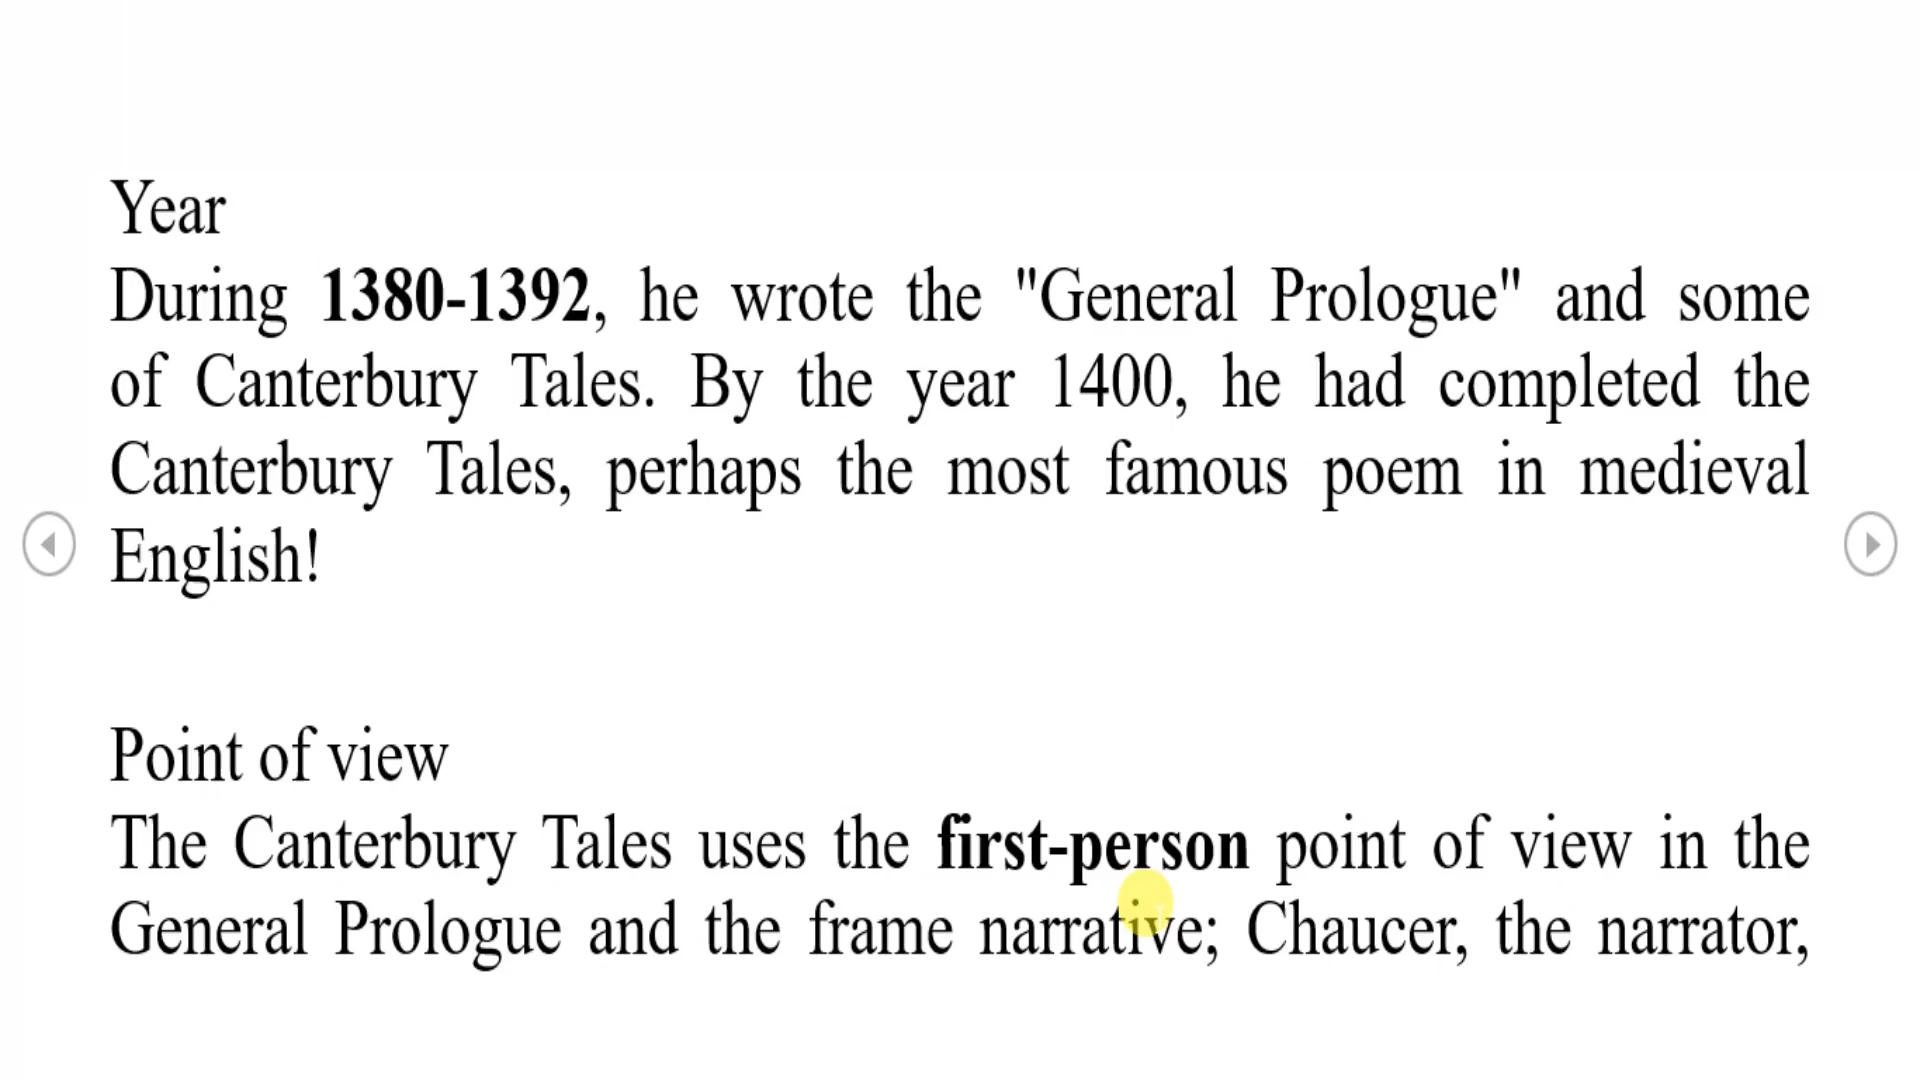 Year
During 1380-1392, he wrote the "General Prologue" and some
of Canterbury Tales. By the year 1400, he had completed the
Canterbury Tales, perhaps the most famous poem in medieval
English!
Point of view
The Canterbury Tales uses the first-person point of view in the
General Prologue and the frame narrative; Chaucer, the narrator,